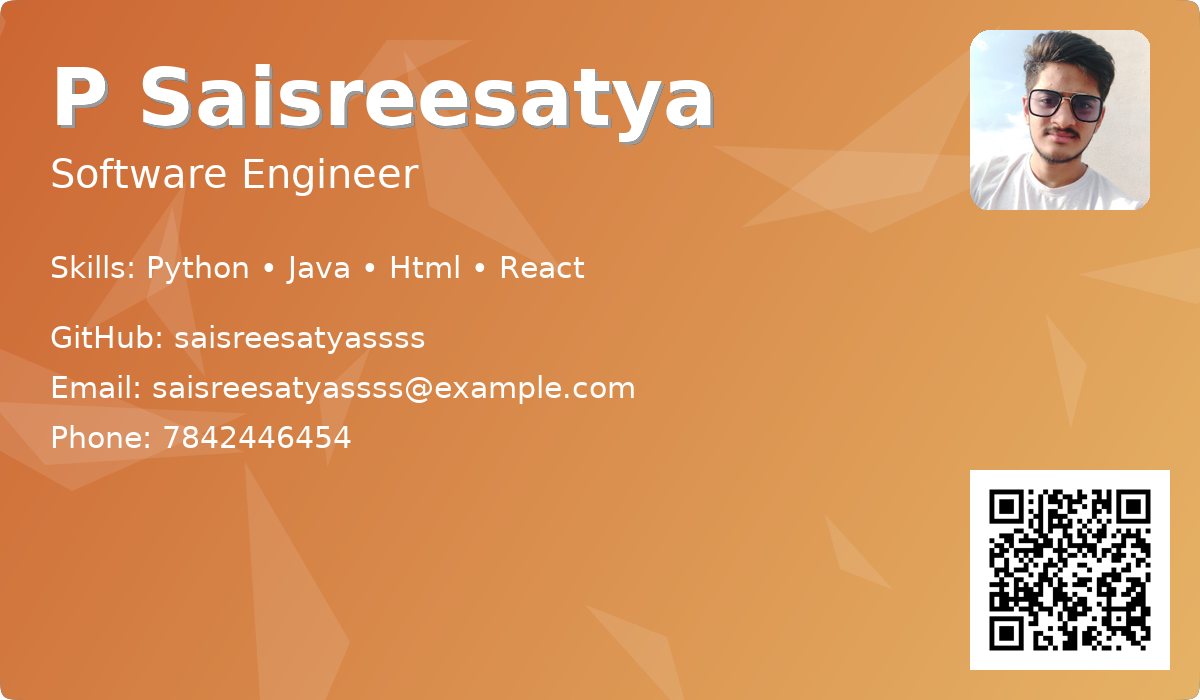 P Saisreesatya
Software Engineer
Skills: Python • Java • Html • React
GitHub: saisreesatyassss
Email: saisreesatyassss@example.com
Phone: 7842446454